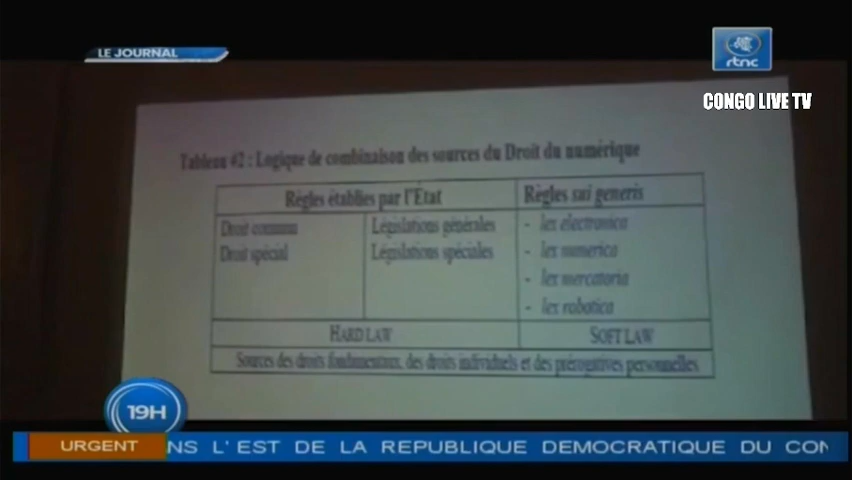 LE JOURNAL
rtnc
CONGO LIVE TV
Tableau 42 : Logique de combinaison des sources du Droit du numérique
Règles établies par l'État
Règles sui generis
Droit commun
Droit spécial
Législations générales
Législations spéciales
- lex electronica
- lex numerica
- lex mercatoria
- lex robotica
HARD LAW
SOFT LAW
Sources des droits fondamentaux, des droits individuels et des prérogatives personnelles
19H
URGENT
NS L'EST DE LA REPUBLIQUE DEMOCRATIQUE DU CON